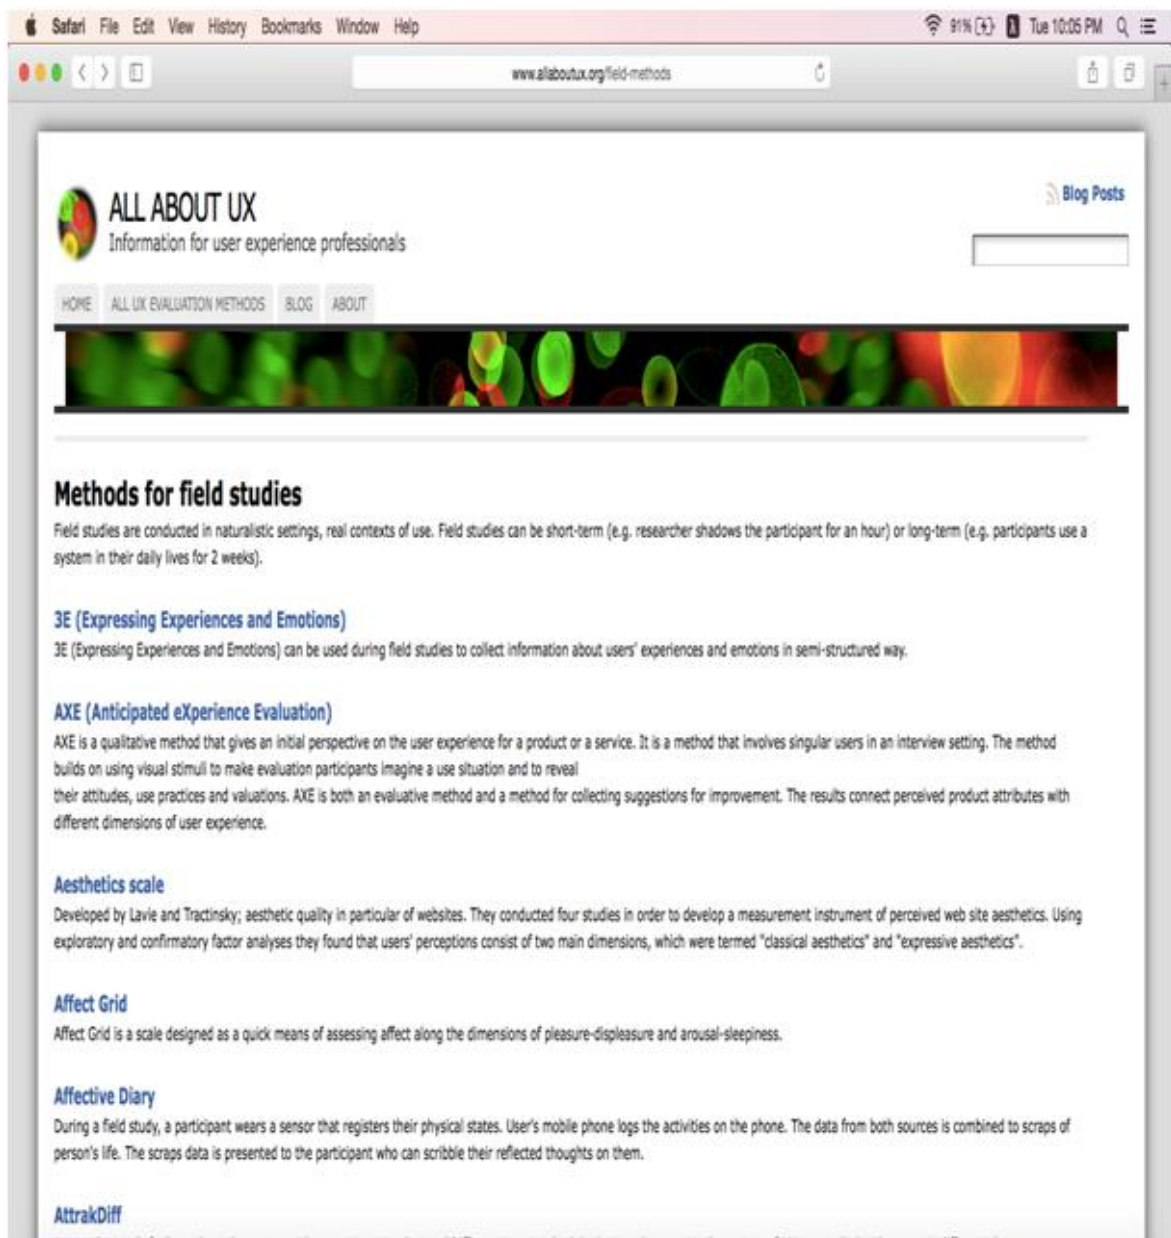 Safari File Edit View History Bookmarks Window Help 91% Tue 10:05 PM
www.allaboutux.org/field-methods
Blog Posts
ALL ABOUT UX
Information for user experience professionals
HOME ALL UX EVALUATION METHODS BLOG ABOUT
Methods for field studies
Field studies are conducted in naturalistic settings, real contexts of use. Field studies can be short-term (e.g. researcher shadows the participant for an hour) or long-term (e.g. participants use a
system in their daily lives for 2 weeks).
3E (Expressing Experiences and Emotions)
3E (Expressing Experiences and Emotions) can be used during field studies to collect information about users' experiences and emotions in semi-structured way.
AXE (Anticipated eXperience Evaluation)
AXE is a qualitative method that gives an initial perspective on the user experience for a product or a service. It is a method that involves singular users in an interview setting. The method
builds on using visual stimuli to make evaluation participants imagine a use situation and to reveal
their attitudes, use practices and valuations. AXE is both an evaluative method and a method for collecting suggestions for improvement. The results connect perceived product attributes with
different dimensions of user experience.
Aesthetics scale
Developed by Lavie and Tractinsky; aesthetic quality in particular of websites. They conducted four studies in order to develop a measurement instrument of perceived web site aesthetics. Using
exploratory and confirmatory factor analyses they found that users' perceptions consist of two main dimensions, which were termed "classical aesthetics" and "expressive aesthetics".
Affect Grid
Affect Grid is a scale designed as a quick means of assessing affect along the dimensions of pleasure-displeasure and arousal-sleepiness.
Affective Diary
During a field study, a participant wears a sensor that registers their physical states. User's mobile phone logs the activities on the phone. The data from both sources is combined to scraps of
person's life. The scraps data is presented to the participant who can scribble their reflected thoughts on them.
AttrakDiff